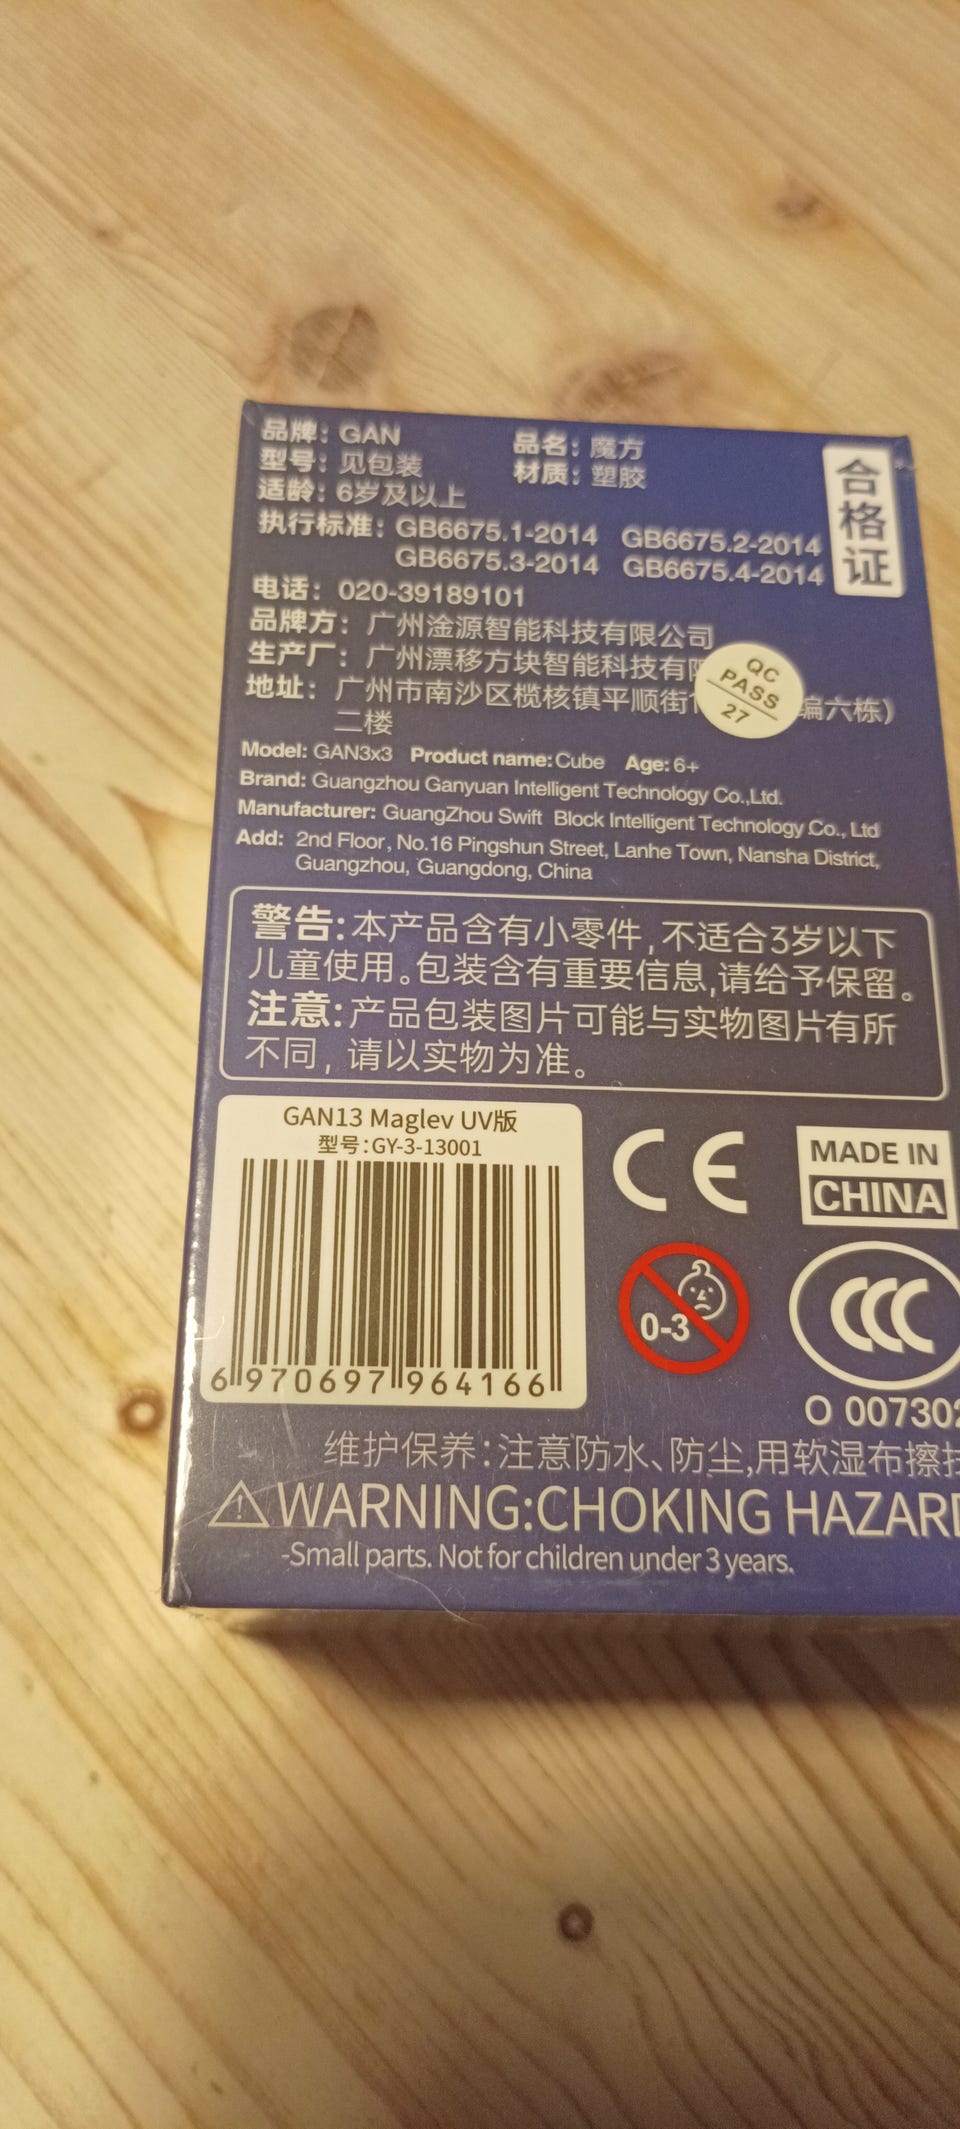 品牌：GAN 品名：魔方
型号：见包装 材质：塑胶
适龄：6岁及以上
合格证
执行标准：GB6675.1-2014 GB6675.2-2014
GB6675.3-2014 GB6675.4-2014
电话：020-39189101
品牌方：广州淦源智能科技有限公司
生产厂：广州漂移方块智能科技有限
地址：广州市南沙区榄核镇平顺街 编六栋）
二楼
QC
PASS
27
Model: GAN3x3 Product name: Cube Age: 6+
Brand: Guangzhou Ganyuan Intelligent Technology Co.,Ltd.
Manufacturer: GuangZhou Swift Block Intelligent Technology Co., Ltd
Add: 2nd Floor, No.16 Pingshun Street, Lanhe Town, Nansha District,
Guangzhou, Guangdong, China
警告:本产品含有小零件,不适合3岁以下
儿童使用。包装含有重要信息,请给予保留。
注意:产品包装图片可能与实物图片有所
不同, 请以实物为准。
GAN13 Maglev UV版
型号:GY-3-13001
6 970697 964166
CE
MADE IN
CHINA
0-3
CCC
O 007302
维护保养:注意防水、防尘,用软湿布擦拭
WARNING:CHOKING HAZARD
-Small parts. Not for children under 3 years.